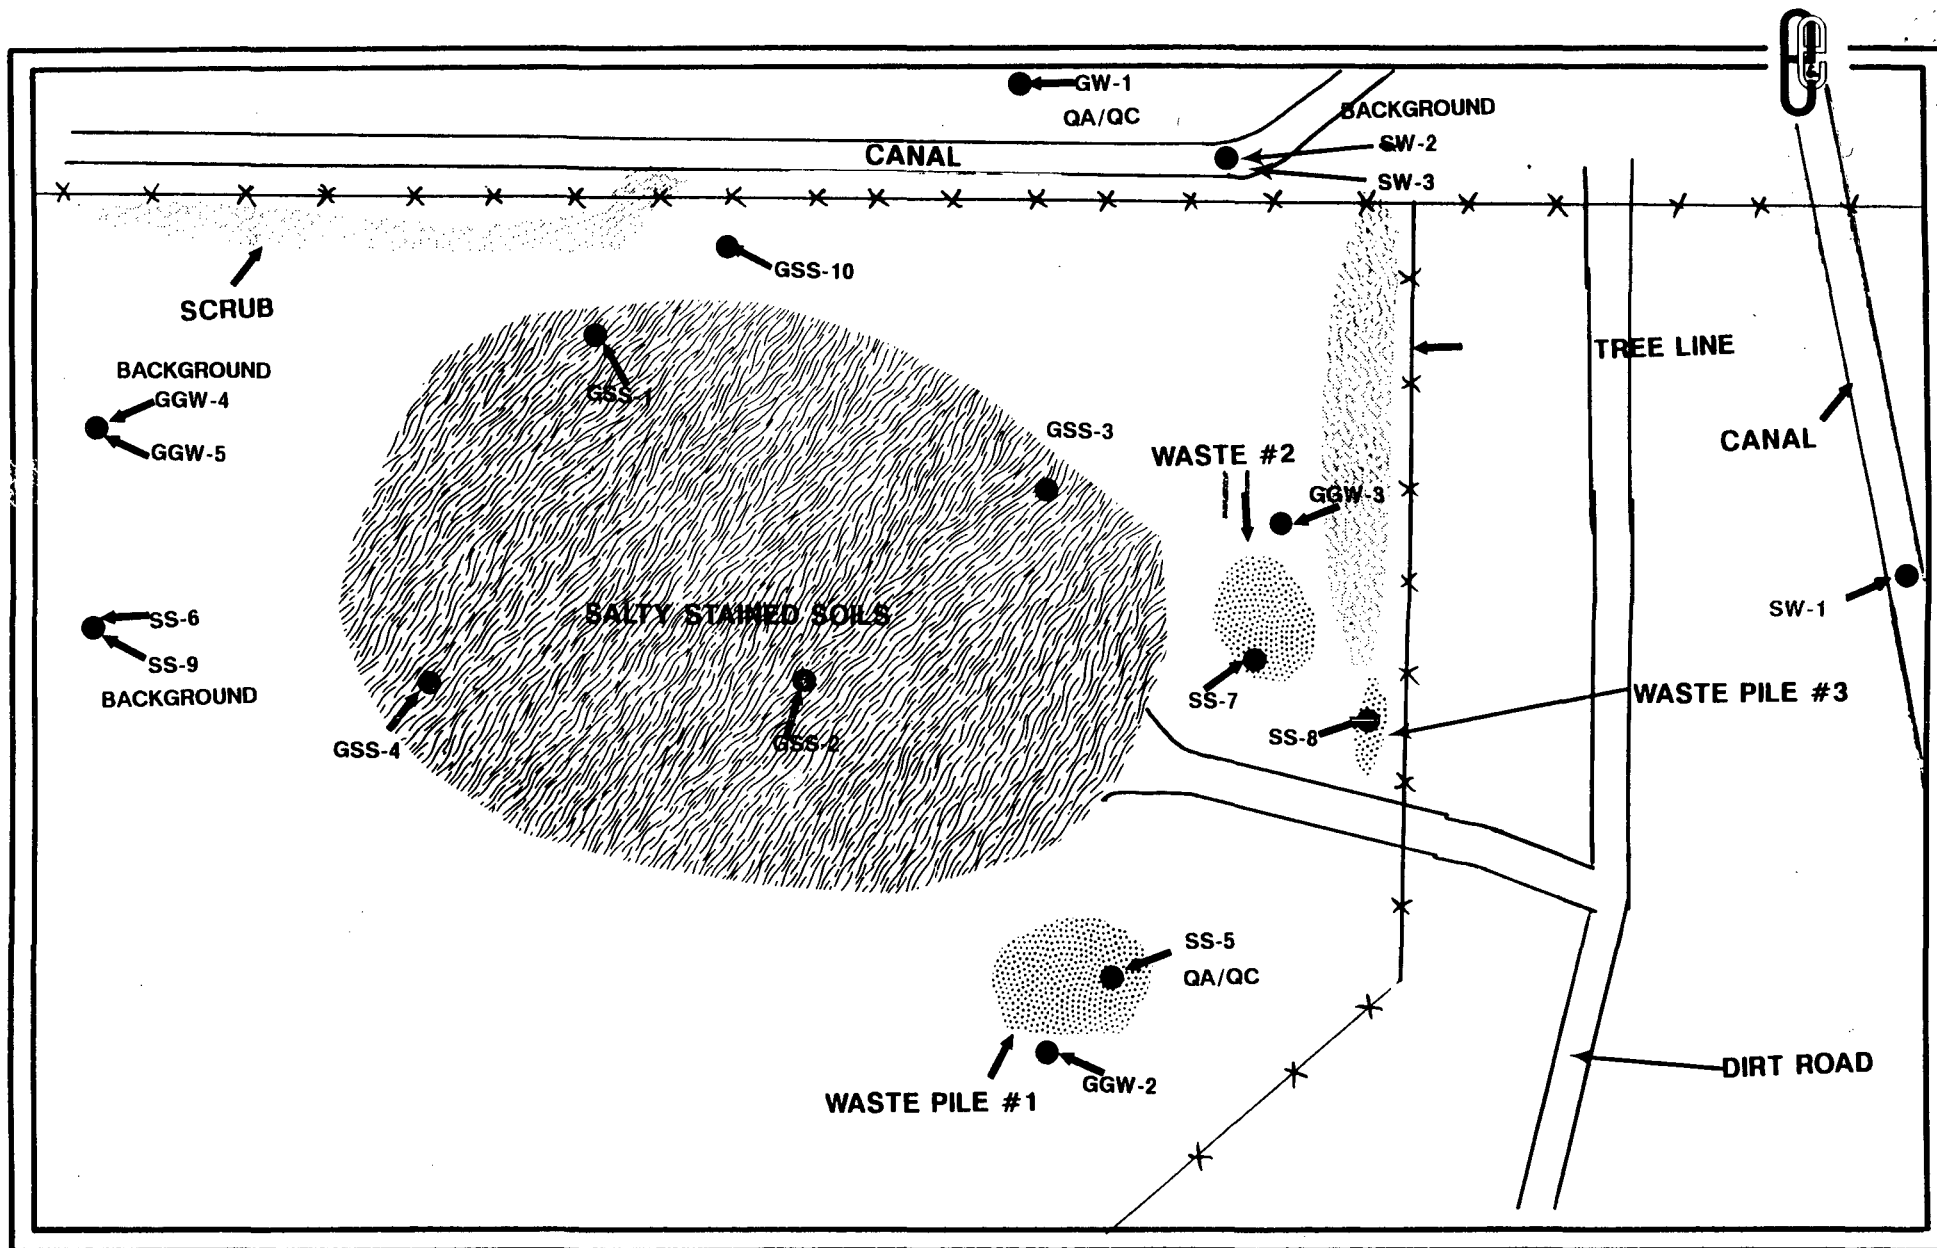 GW-1
QA/QC
BACKGROUND
SW-2
SW-3
CANAL
GSS-10
SCRUB
BACKGROUND
GGW-4
GGW-5
GSS-1
GSS-3
WASTE #2
GGW-3
TREE LINE
CANAL
SS-6
SS-9
BACKGROUND
SALTY STAINED SOILS
SW-1
SS-7
WASTE PILE #3
SS-8
GSS-4
GSS-2
SS-5
QA/QC
GGW-2
WASTE PILE #1
DIRT ROAD